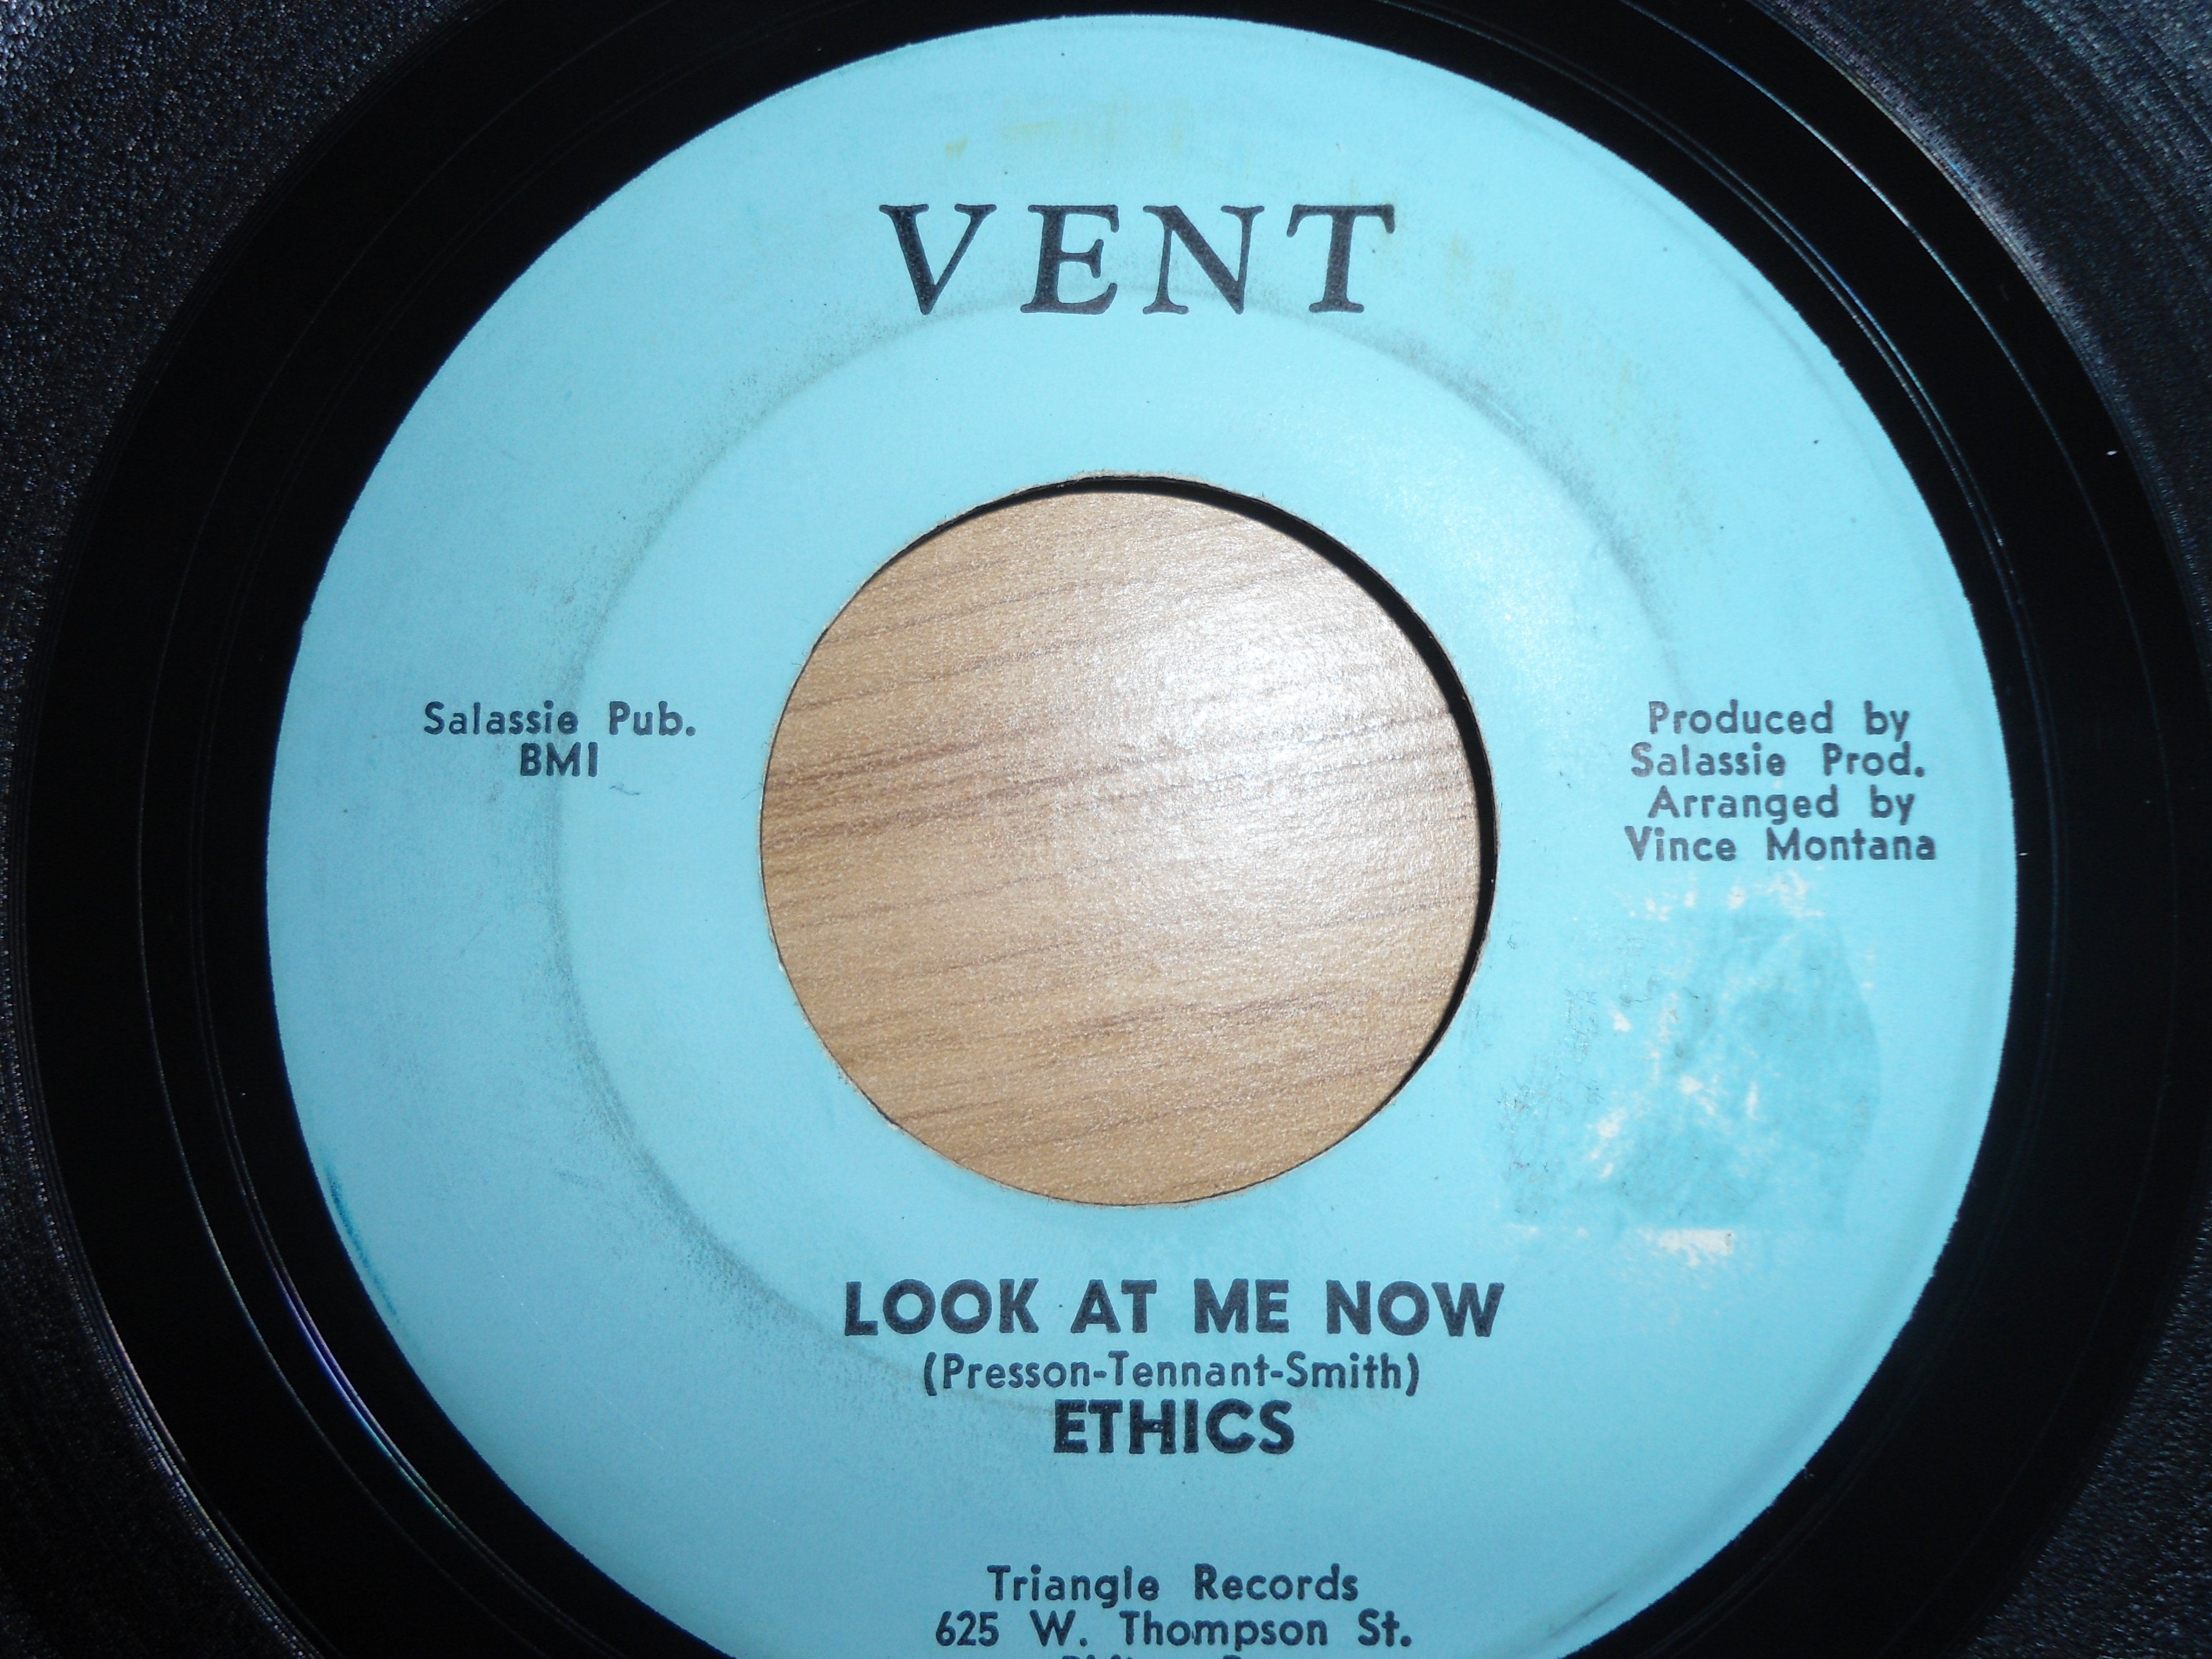 VENT
Salassie Pub.
BMI
Produced by
Salassie Prod.
Arranged by
Vince Montana
LOOK AT ME NOW
(Presson-Tennant-Smith)
ETHICS
Triangle Records
625 W. Thompson St.